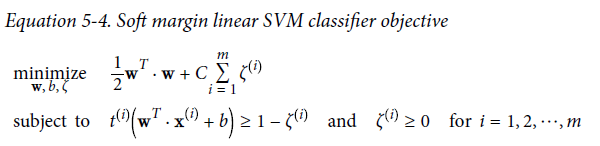 Equation 5-4. Soft margin linear SVM classifier objective
minimize w, b, ζ 1/2 wᵀ · w + C ∑ i = 1 m ζ⁽ⁱ⁾
subject to t⁽ⁱ⁾(wᵀ · x⁽ⁱ⁾ + b) ≥ 1 − ζ⁽ⁱ⁾ and ζ⁽ⁱ⁾ ≥ 0 for i = 1, 2, ⋯, m